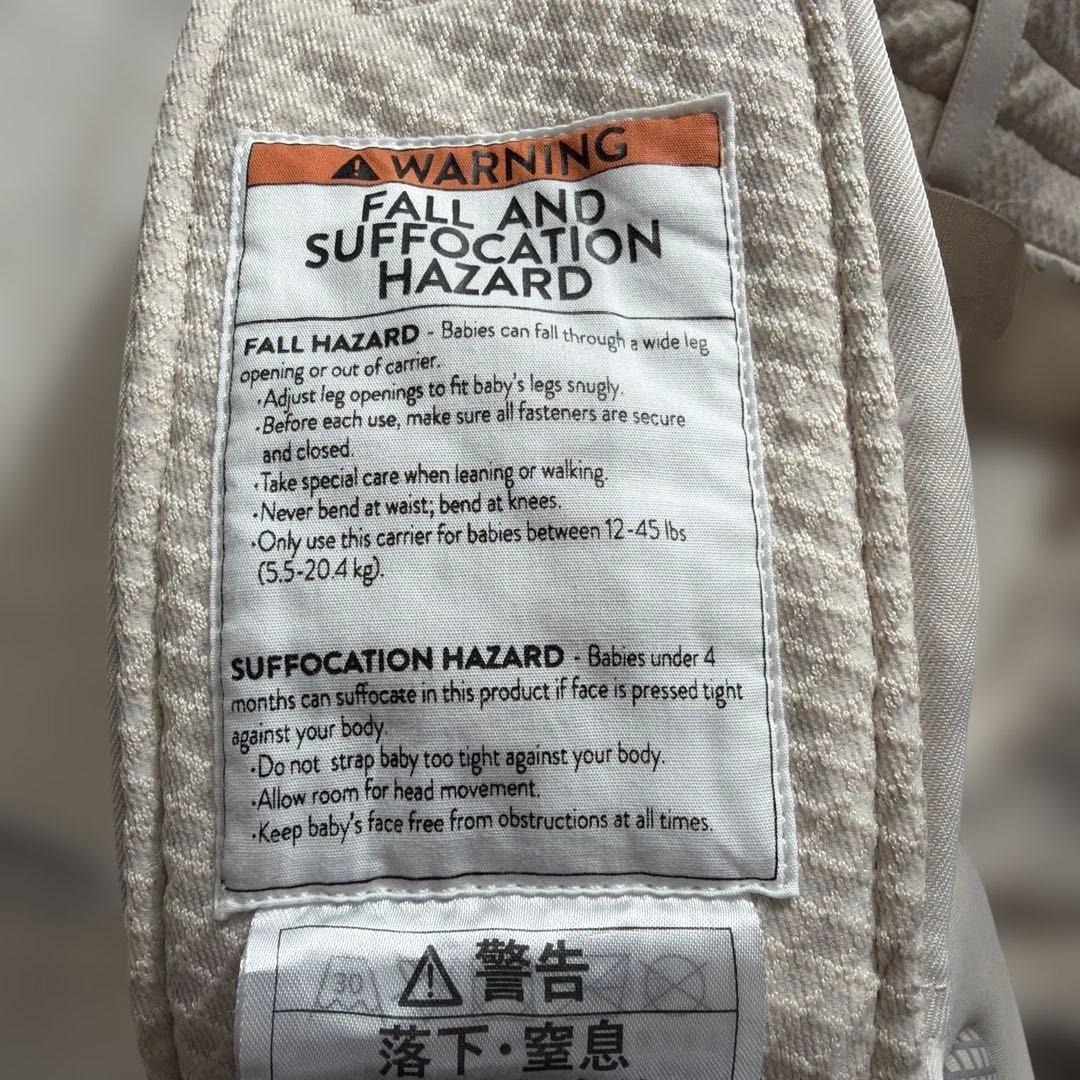 ⚠ WARNING
FALL AND
SUFFOCATION
HAZARD
FALL HAZARD - Babies can fall through a wide leg
opening or out of carrier.
·Adjust leg openings to fit baby's legs snugly.
·Before each use, make sure all fasteners are secure
and closed.
·Take special care when leaning or walking.
·Never bend at waist; bend at knees.
·Only use this carrier for babies between 12-45 lbs
(5.5-20.4 kg).
SUFFOCATION HAZARD - Babies under 4
months can suffocate in this product if face is pressed tight
against your body
·Do not strap baby too tight against your body.
·Allow room for head movement.
·Keep baby's face free from obstructions at all times.
30
⚠ 警告
落下・窒息